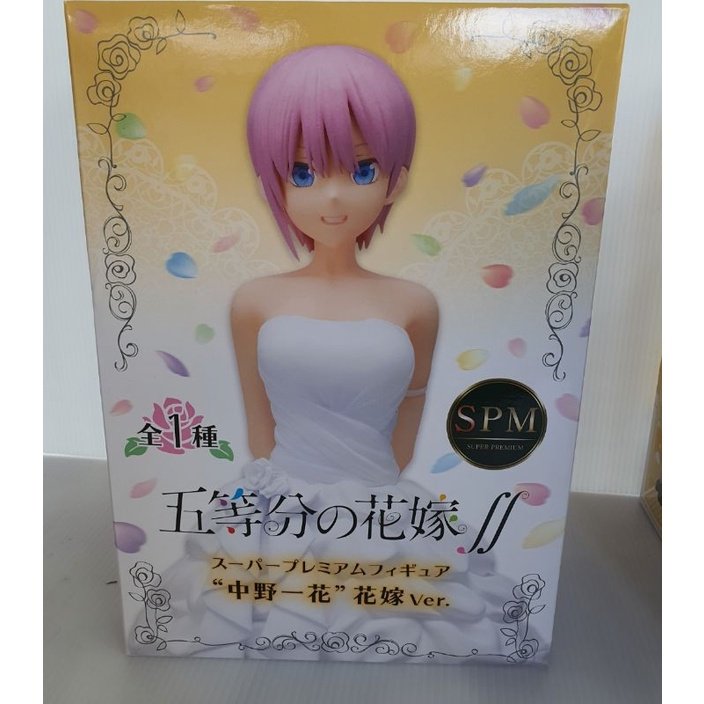 全1種
SPM
SUPER PREMIUM
五等分の花嫁∬
スーパープレミアムフィギュア
“中野一花”花嫁Ver.